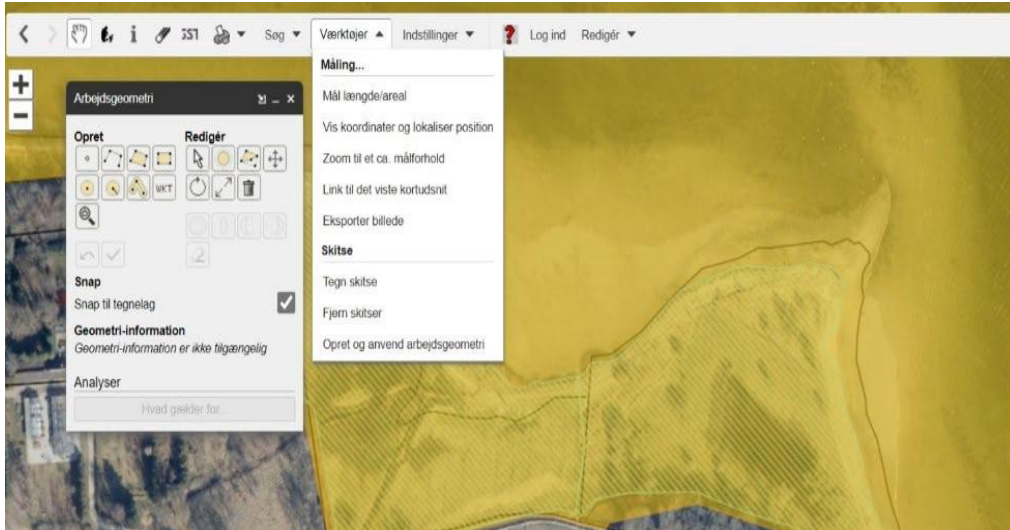 Søg Værktøjer Indstillinger ? Log ind Redigér
Måling...
Mål længde/areal
Vis koordinater og lokaliser position
Zoom til et ca. målforhold
Link til det viste kortudsnit
Eksporter billede
Skitse
Tegn skitse
Fjern skitser
Opret og anvend arbejdsgeometri
Arbejdsgeometri
Opret Redigér
WKT
Snap
Snap til tegnelag
Geometri-information
Geometri-information er ikke tilgængelig
Analyser
Hvad gælder for...